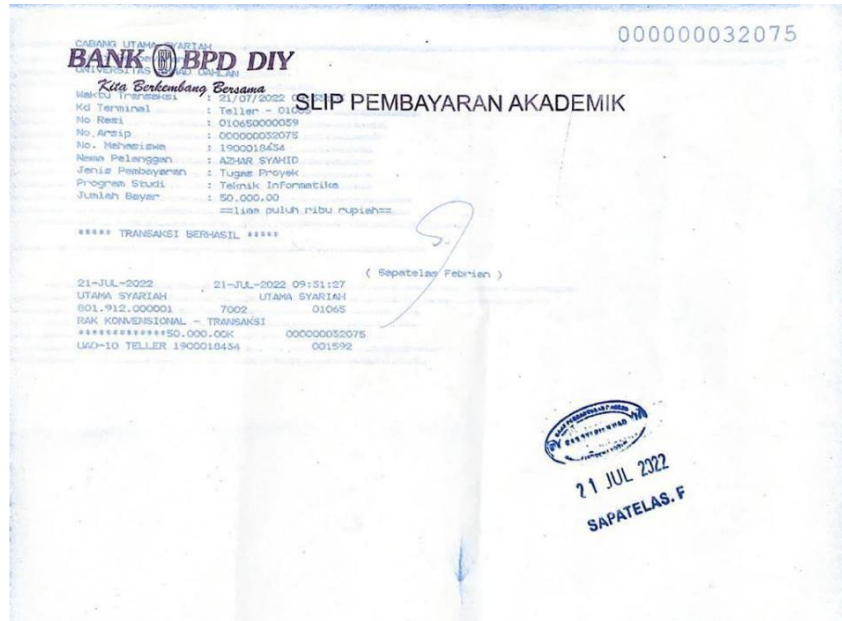 000000032075
CABANG UTAMA SYARIAH
BANK BPD DIY
UNIVERSITAS AHMAD DAHLAN
Kita Berkembang Bersama
SLIP PEMBAYARAN AKADEMIK
Waktu Transaksi : 21/07/2022
Kd Terminal : Teller - 01065
No Resi : 010650000039
No.Arsip : 000000032075
No. Mahasiswa : 1900018434
Nama Pelanggan : AZHAR SYAHID
Jenis Pembayaran : Tugas Proyek
Program Studi : Teknik Informatika
Jumlah Bayar : 50.000,00
==lima puluh ribu rupiah==
***** TRANSAKSI BERHASIL *****
( Sapatelas Febrian )
21-JUL-2022 21-JUL-2022 09:31:27
UTAMA SYARIAH UTAMA SYARIAH
801.912.000001 7002 01065
RAK KONVENSIONAL - TRANSAKSI
*************50.000.00K 000000032075
UAD-10 TELLER 1900018434 001592
21 JUL 2022
SAPATELAS. F